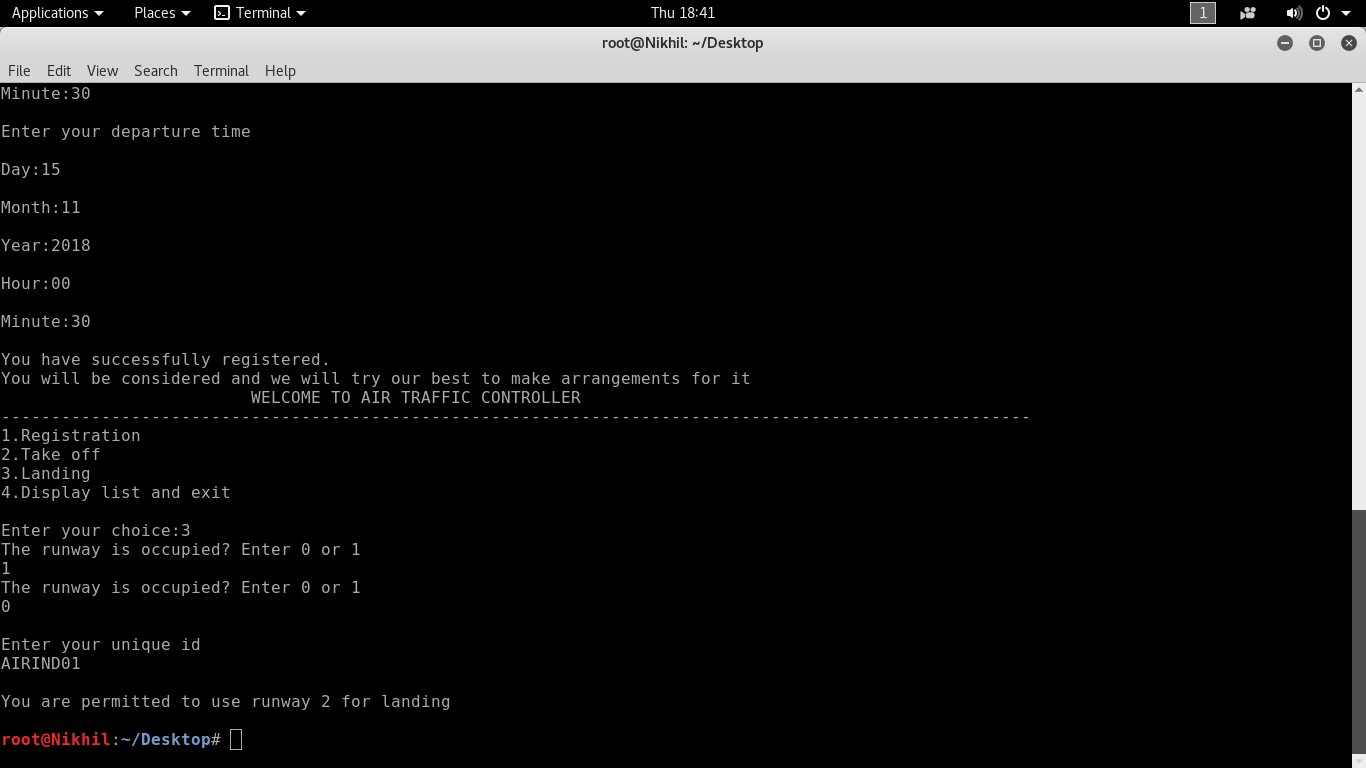 Applications Places Terminal Thu 18:41 1
root@Nikhil: ~/Desktop
File Edit View Search Terminal Help
Minute:30
Enter your departure time
Day:15
Month:11
Year:2018
Hour:00
Minute:30
You have successfully registered.
You will be considered and we will try our best to make arrangements for it
WELCOME TO AIR TRAFFIC CONTROLLER
-------------------------------------------------------------------------------------------------------
1.Registration
2.Take off
3.Landing
4.Display list and exit
Enter your choice:3
The runway is occupied? Enter 0 or 1
1
The runway is occupied? Enter 0 or 1
0
Enter your unique id
AIRIND01
You are permitted to use runway 2 for landing
root@Nikhil:~/Desktop#